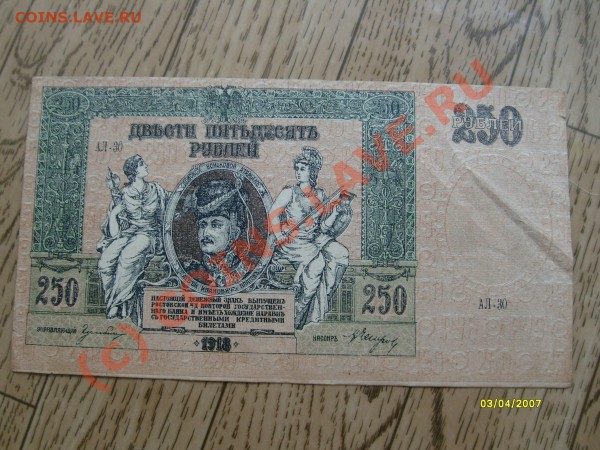 COINS.LAVE.RU
(c) COINS.LAVE.RU
250
250
250
РУБЛЕЙ
ДВѢСТИ ПЯТЬДЕСЯТЪ
РУБЛЕЙ
АЛ-30
250
250
АЛ-30
НАСТОЯЩІЙ ДЕНЕЖНЫЙ ЗНАКЪ ВЫПУЩЕНЪ
РОСТОВСКОЙ Н/Д КОНТОРОЙ ГОСУДАРСТВЕН-
НАГО БАНКА И ИМѢЕТЪ ХОЖДЕНІЕ НАРАВНѢ
СЪ ГОСУДАРСТВЕННЫМИ КРЕДИТНЫМИ
БИЛЕТАМИ
УПРАВЛЯЮЩІЙ
КАССИРЪ
1918
03/04/2007